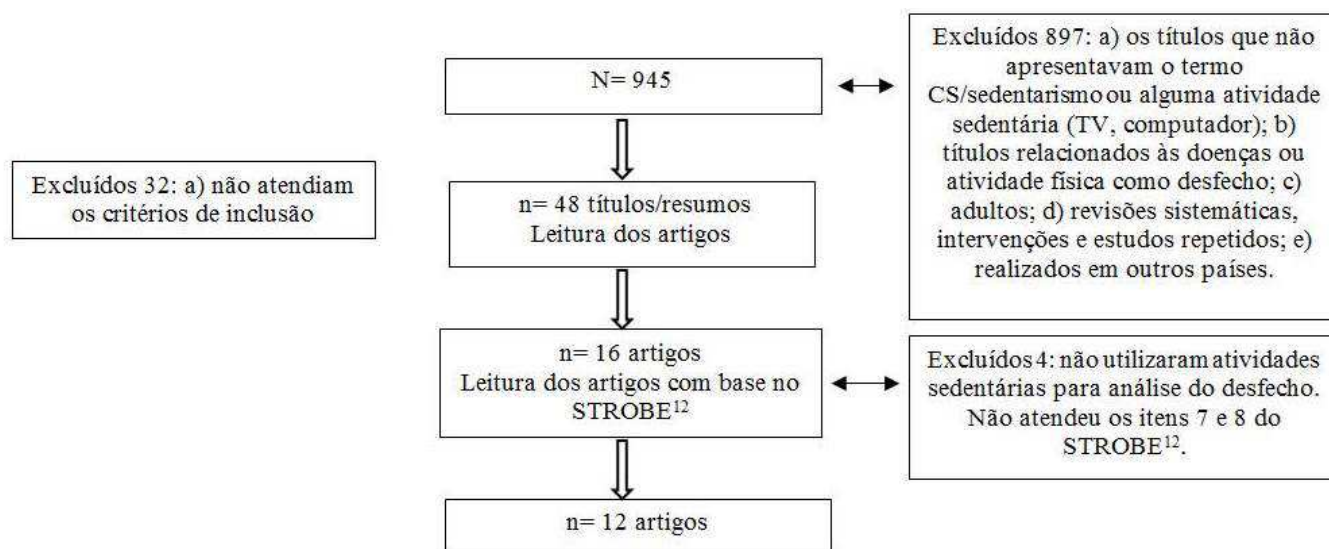 N= 945
Excluídos 897: a) os títulos que não
apresentavam o termo
CS/sedentarismo ou alguma atividade
sedentária (TV, computador); b)
títulos relacionados às doenças ou
atividade física como desfecho; c)
adultos; d) revisões sistemáticas,
intervenções e estudos repetidos; e)
realizados em outros países.
Excluídos 32: a) não atendiam
os critérios de inclusão
n= 48 títulos/resumos
Leitura dos artigos
n= 16 artigos
Leitura dos artigos com base no
STROBE¹²
Excluídos 4: não utilizaram atividades
sedentárias para análise do desfecho.
Não atendeu os itens 7 e 8 do
STROBE¹².
n= 12 artigos